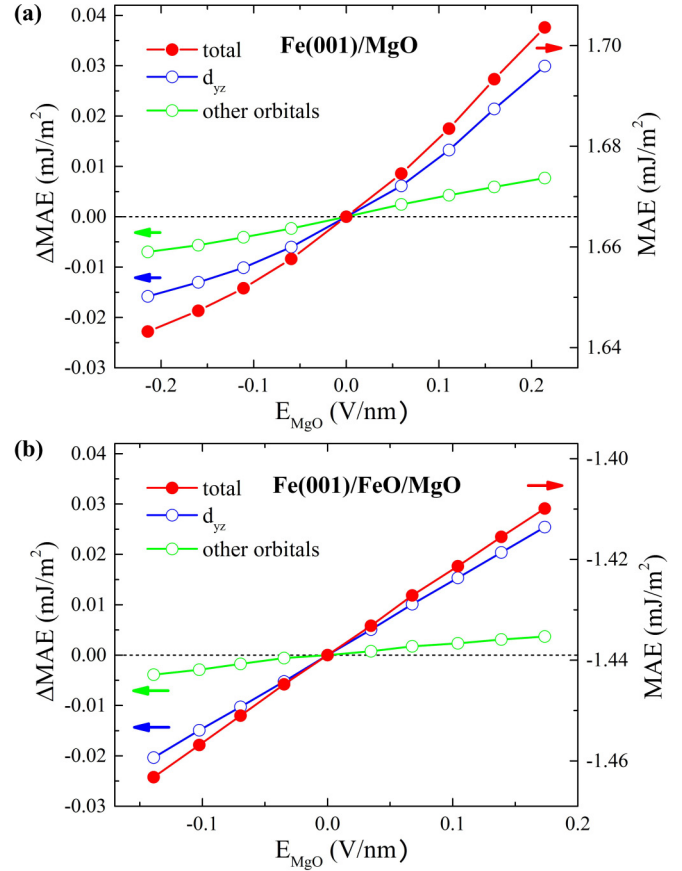 (a)
Fe(001)/MgO
total
d_yz
other orbitals
0.04
0.03
0.02
0.01
0.00
-0.01
-0.02
-0.03
ΔMAE (mJ/m²)
1.70
1.68
1.66
1.64
MAE (mJ/m²)
-0.2
-0.1
0.0
0.1
0.2
E_MgO (V/nm)
(b)
Fe(001)/FeO/MgO
total
d_yz
other orbitals
0.04
0.03
0.02
0.01
0.00
-0.01
-0.02
-0.03
ΔMAE (mJ/m²)
-1.40
-1.42
-1.44
-1.46
MAE (mJ/m²)
-0.1
0.0
0.1
0.2
E_MgO (V/nm)